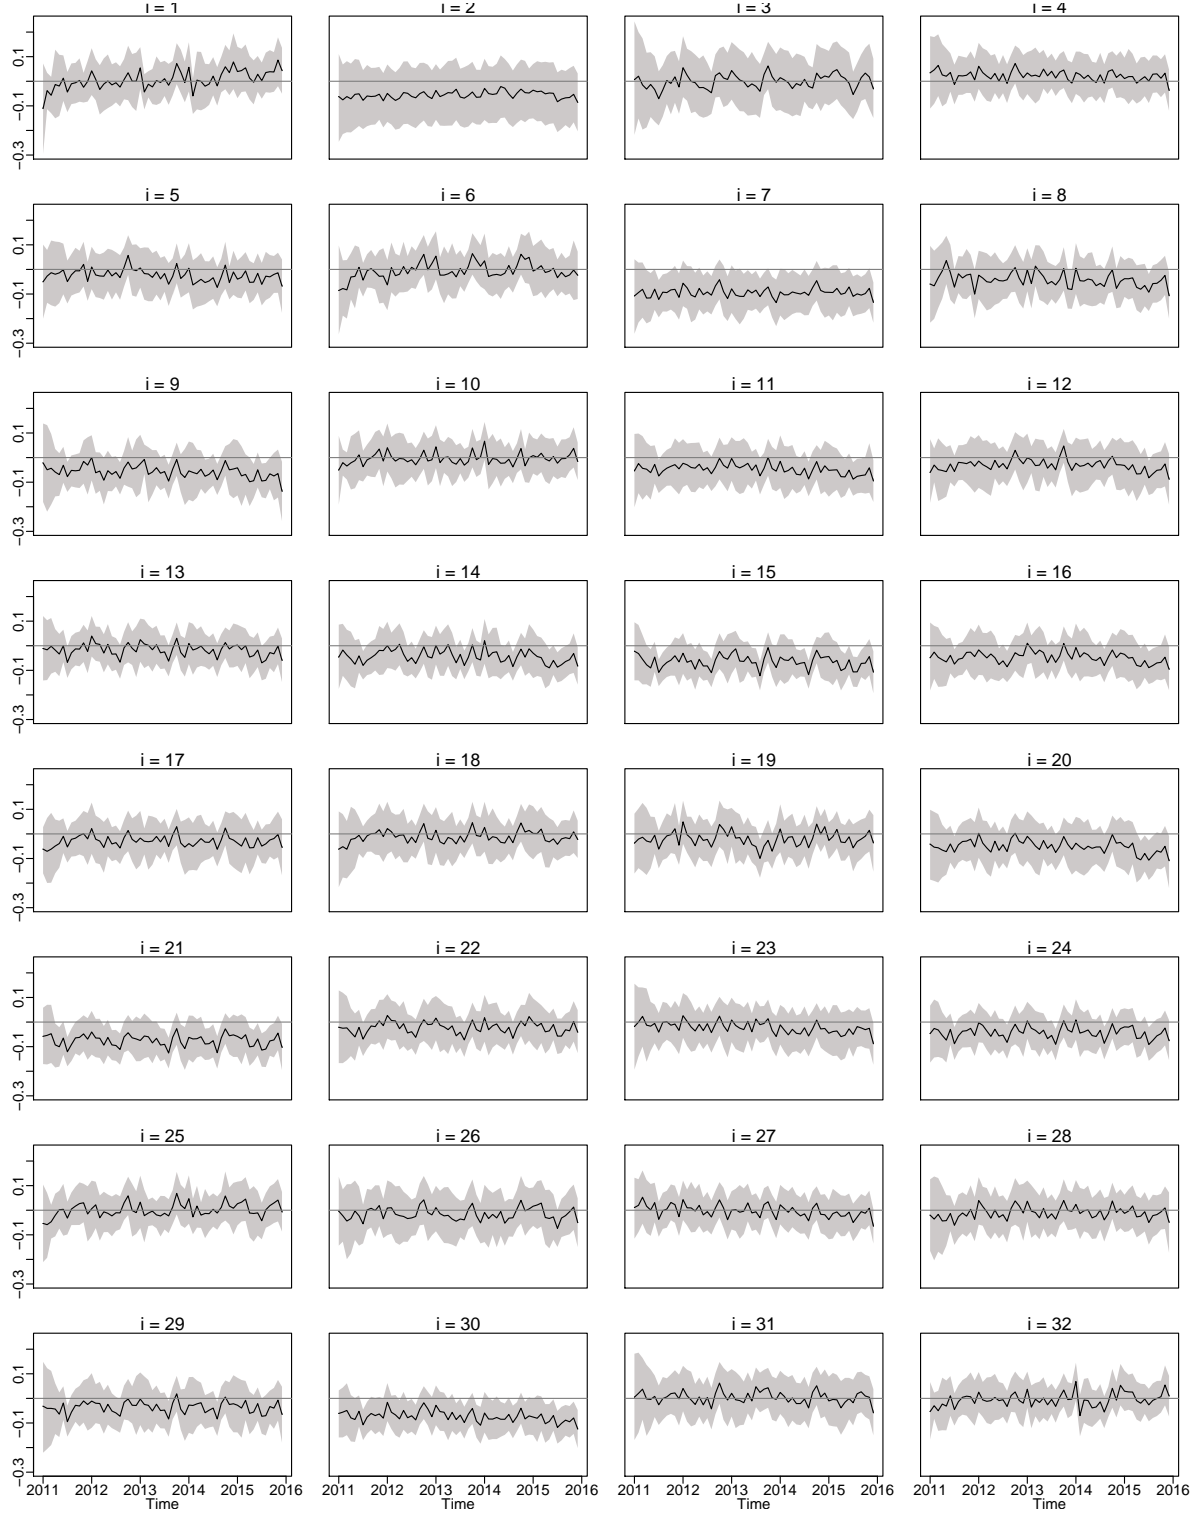 i = 1 i = 2 i = 3 i = 4
0.1
−0.1
−0.3
i = 5 i = 6 i = 7 i = 8
0.1
−0.1
−0.3
i = 9 i = 10 i = 11 i = 12
0.1
−0.1
−0.3
i = 13 i = 14 i = 15 i = 16
0.1
−0.1
−0.3
i = 17 i = 18 i = 19 i = 20
0.1
−0.1
−0.3
i = 21 i = 22 i = 23 i = 24
0.1
−0.1
−0.3
i = 25 i = 26 i = 27 i = 28
0.1
−0.1
−0.3
i = 29 i = 30 i = 31 i = 32
0.1
−0.1
−0.3
2011 2012 2013 2014 2015 2016 2011 2012 2013 2014 2015 2016 2011 2012 2013 2014 2015 2016 2011 2012 2013 2014 2015 2016
Time Time Time Time